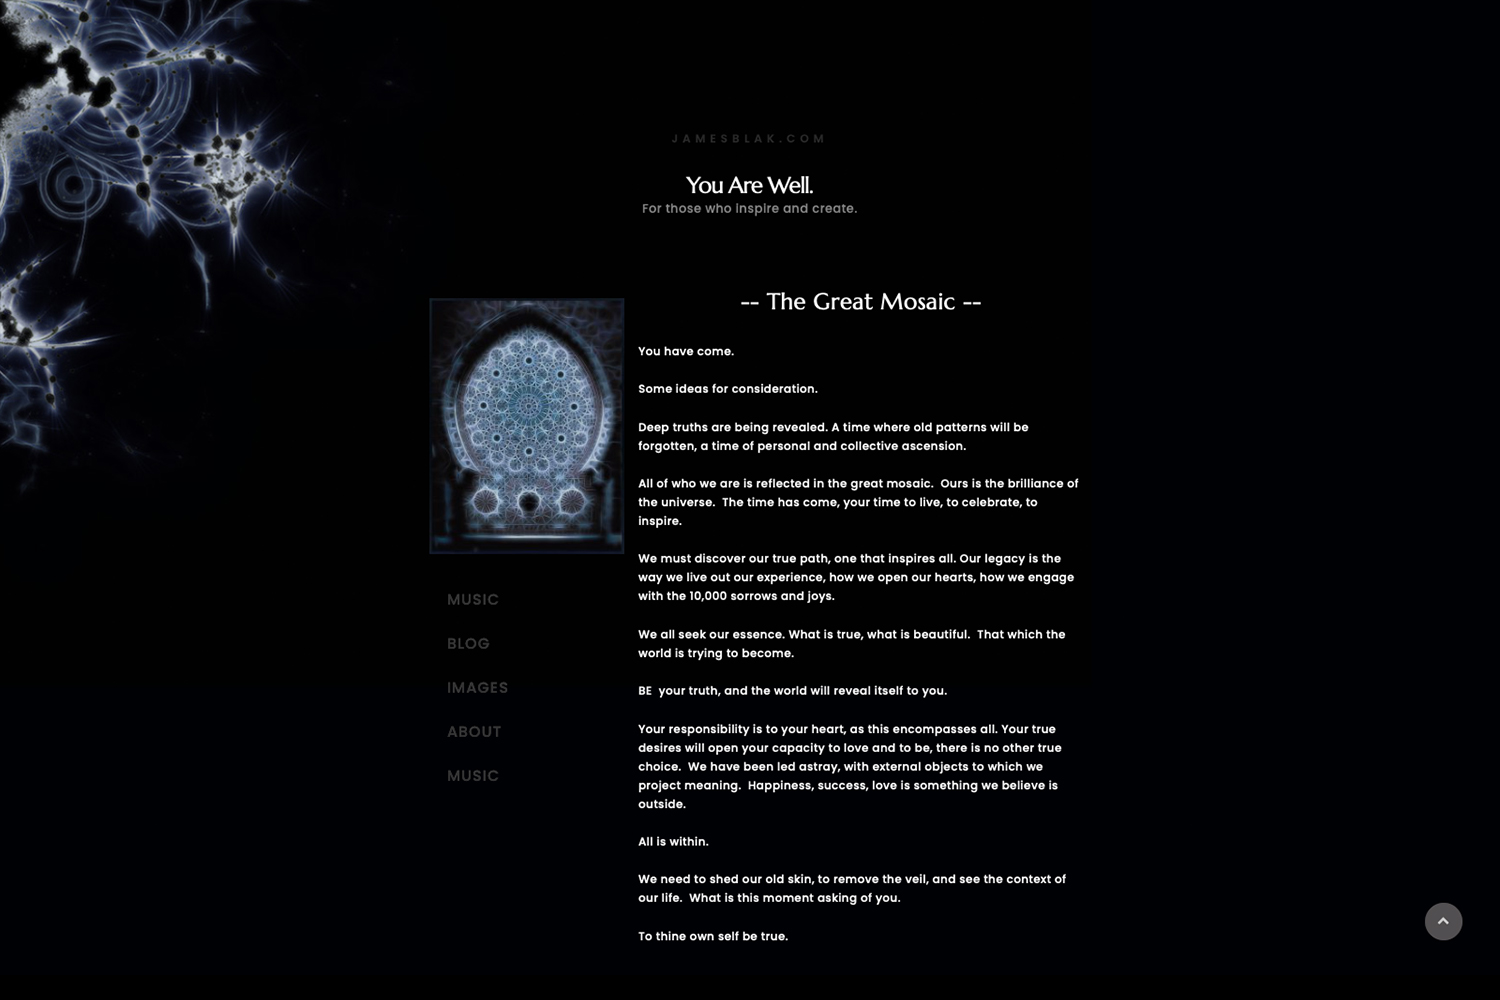 JAMESBLAK.COM
You Are Well.
For those who inspire and create.
-- The Great Mosaic --
You have come.
Some ideas for consideration.
Deep truths are being revealed. A time where old patterns will be
forgotten, a time of personal and collective ascension.
All of who we are is reflected in the great mosaic.  Ours is the brilliance of
the universe.  The time has come, your time to live, to celebrate, to
inspire.
We must discover our true path, one that inspires all. Our legacy is the
way we live out our experience, how we open our hearts, how we engage
with the 10,000 sorrows and joys.
We all seek our essence. What is true, what is beautiful.  That which the
world is trying to become.
BE  your truth, and the world will reveal itself to you.
Your responsibility is to your heart, as this encompasses all. Your true
desires will open your capacity to love and to be, there is no other true
choice.  We have been led astray, with external objects to which we
project meaning.  Happiness, success, love is something we believe is
outside.
All is within.
We need to shed our old skin, to remove the veil, and see the context of
our life.  What is this moment asking of you.
To thine own self be true.
MUSIC
BLOG
IMAGES
ABOUT
MUSIC